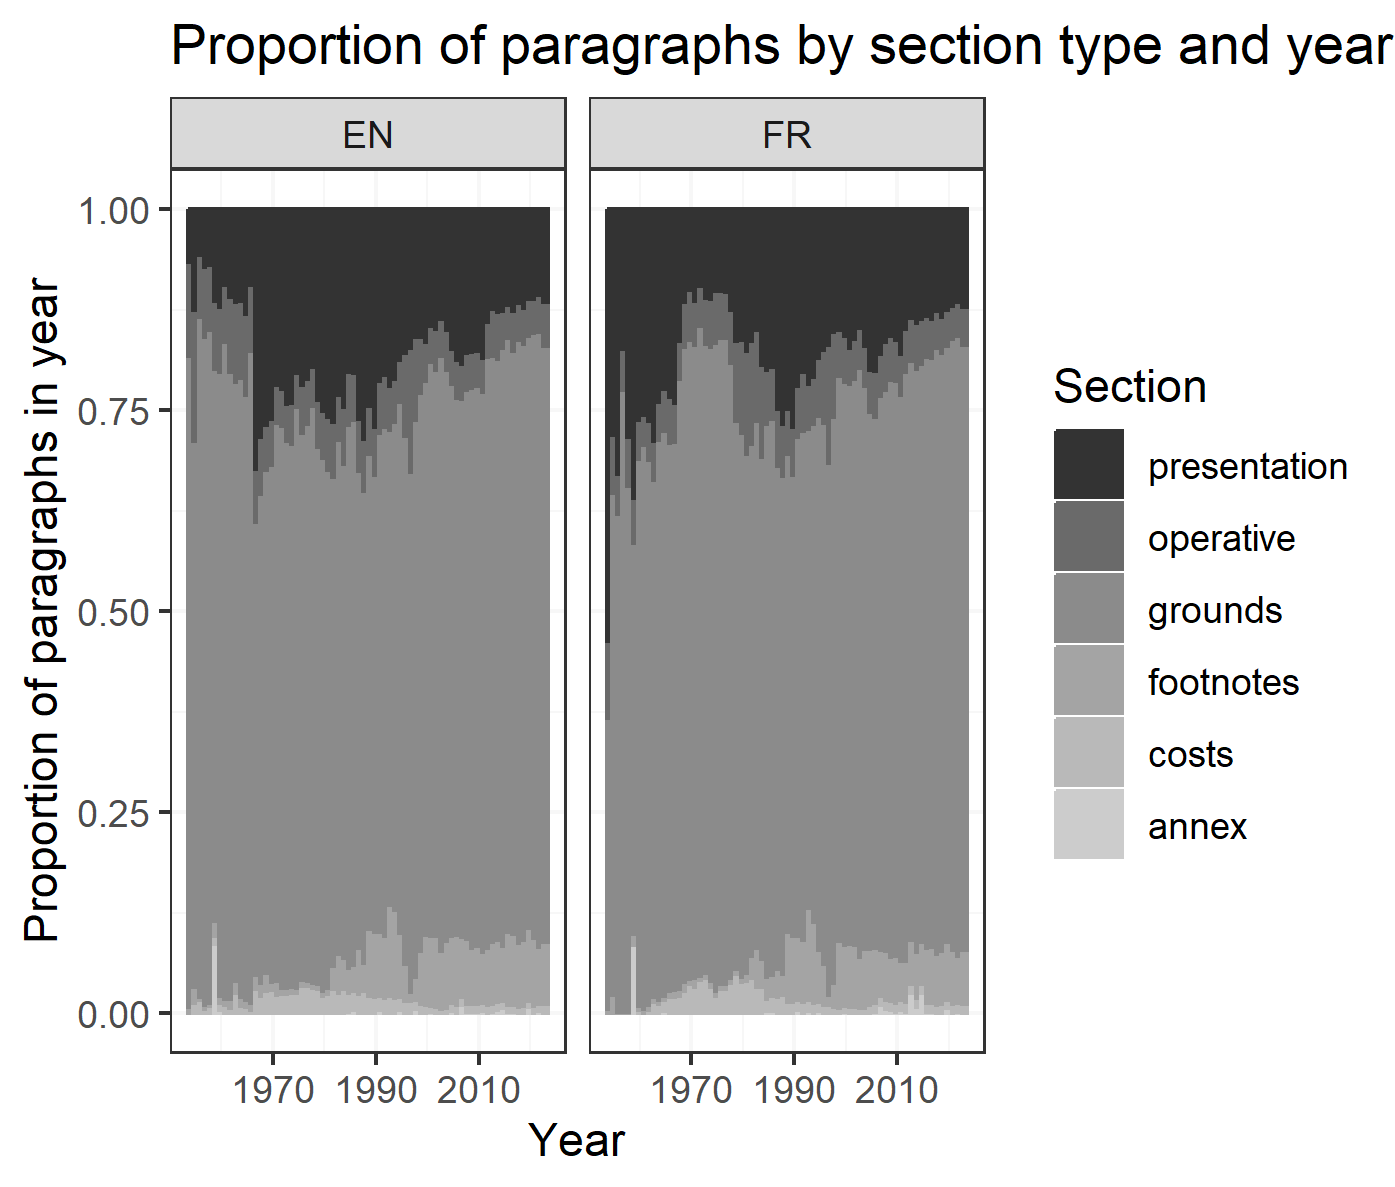 Proportion of paragraphs by section type and year
EN
FR
Proportion of paragraphs in year
1.00
0.75
0.50
0.25
0.00
1970 1990 2010
1970 1990 2010
Year
Section
presentation
operative
grounds
footnotes
costs
annex